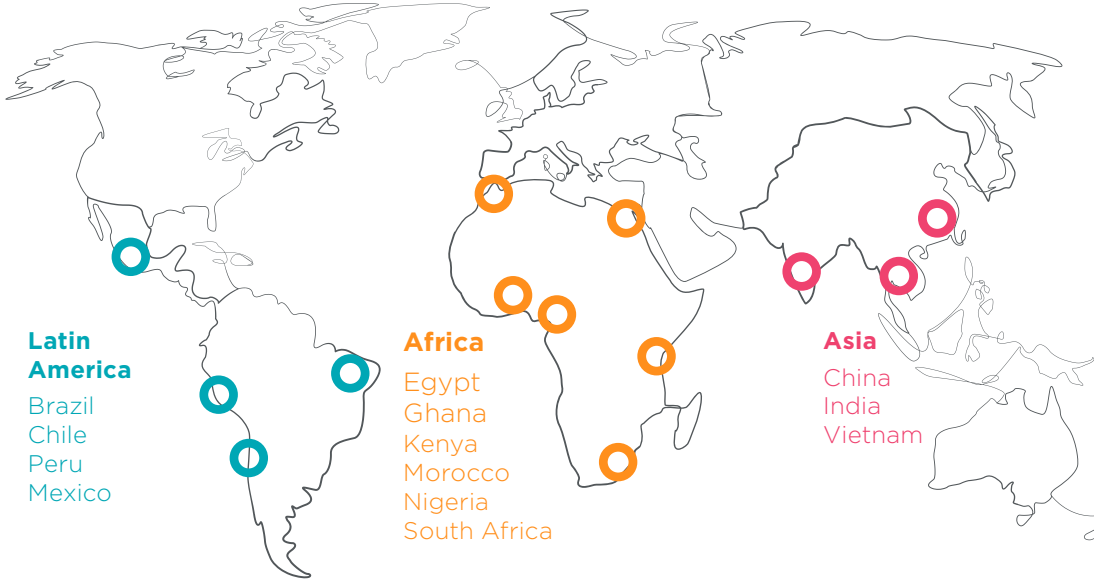 Latin
America
Brazil
Chile
Peru
Mexico
Africa
Egypt
Ghana
Kenya
Morocco
Nigeria
South Africa
Asia
China
India
Vietnam